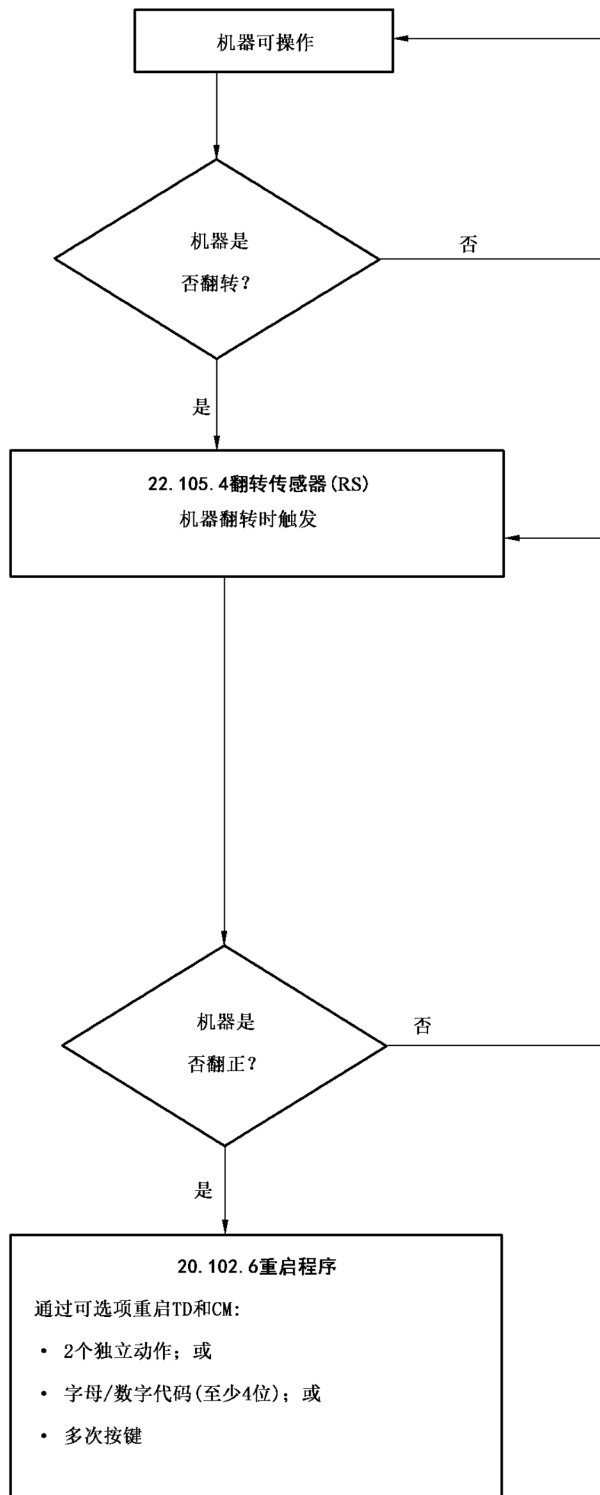 机器可操作
机器是
否翻转?
否
是
22.105.4翻转传感器(RS)
机器翻转时触发
机器是
否翻正?
否
是
20.102.6重启程序
通过可选项重启TD和CM:
• 2个独立动作; 或
• 字母/数字代码(至少4位); 或
• 多次按键